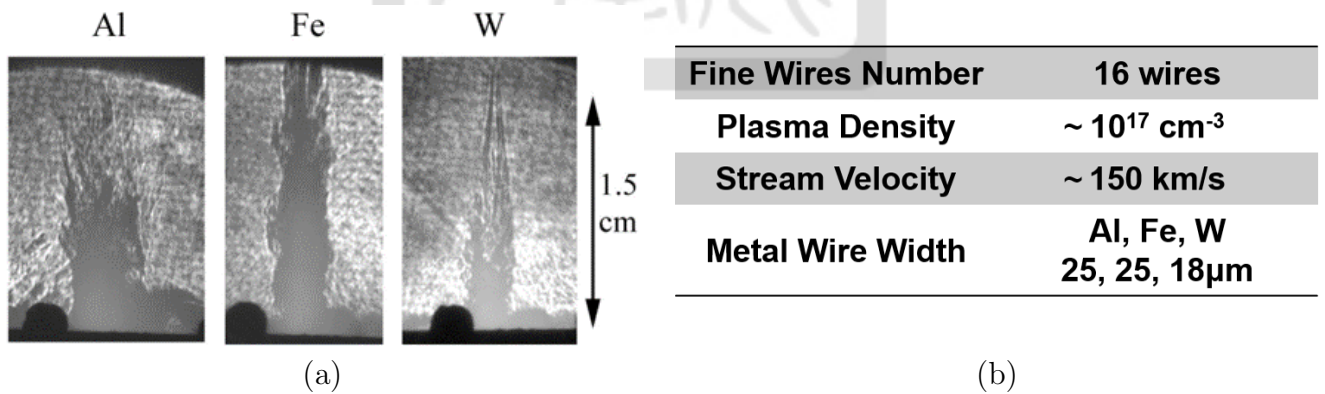 Al Fe W
1.5
cm
(a)
Fine Wires Number 16 wires
Plasma Density ~ 10¹⁷ cm⁻³
Stream Velocity ~ 150 km/s
Metal Wire Width Al, Fe, W
25, 25, 18μm
(b)